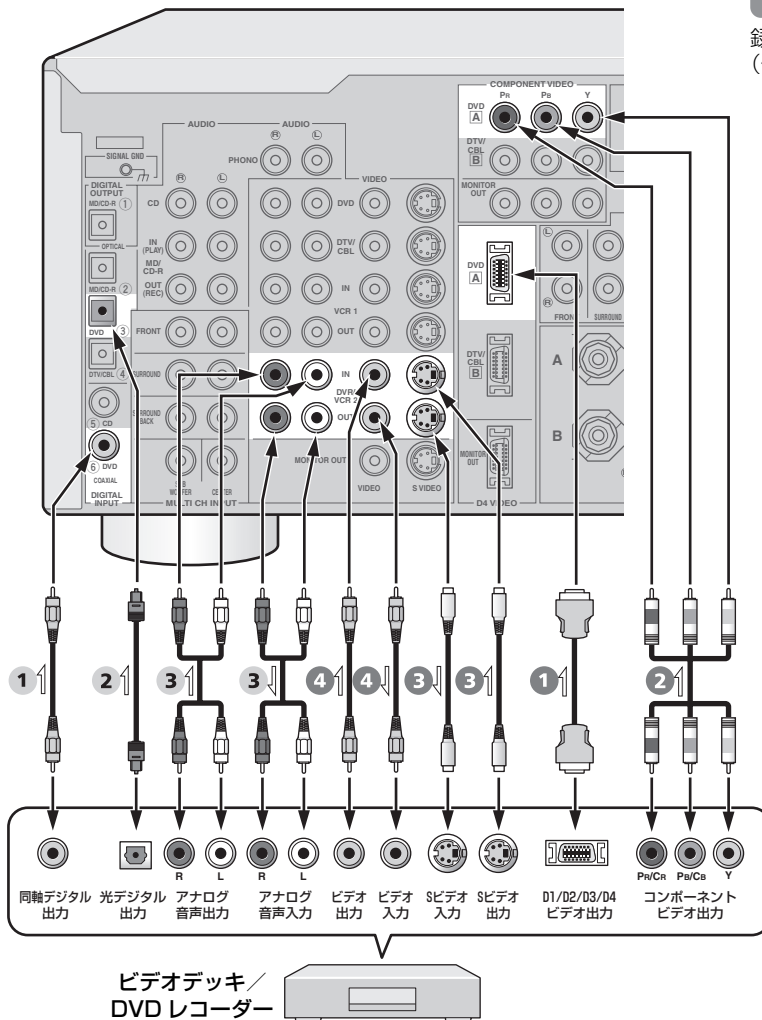 録
COMPONENT VIDEO
PR PB Y
DVD
A
DTV/
CBL
B
MONITOR
OUT
AUDIO
AUDIO
R L
PHONO
SIGNAL GND
DIGITAL
OUTPUT
MD/CD-R ①
OPTICAL
MD/CD-R ②
DVD ③
DTV/CBL ④
⑤ CD
⑥ DVD
COAXIAL
DIGITAL
INPUT
R L
CD
IN
(PLAY)
MD/
CD-R
OUT
(REC)
FRONT
SURROUND
SURROUND
BACK
SUB
WOOFER
CENTER
MULTI CH INPUT
VIDEO
DVD
DTV/
CBL
IN
VCR 1
OUT
IN
DVR/
VCR 2
OUT
MONITOR OUT
VIDEO
S VIDEO
DVD
A
DTV/
CBL
B
MONITOR
OUT
D4 VIDEO
L
R
FRONT
SURROUND
A
B
1 2 3 3 4 4 3 3 1 2
R L R L PR/CR PB/CB Y
同軸デジタル
出力
光デジタル
出力
アナログ
音声出力
アナログ
音声入力
ビデオ
出力
ビデオ
入力
Sビデオ
入力
Sビデオ
出力
D1/D2/D3/D4
ビデオ出力
コンポーネント
ビデオ出力
ビデオデッキ／
DVD レコーダー